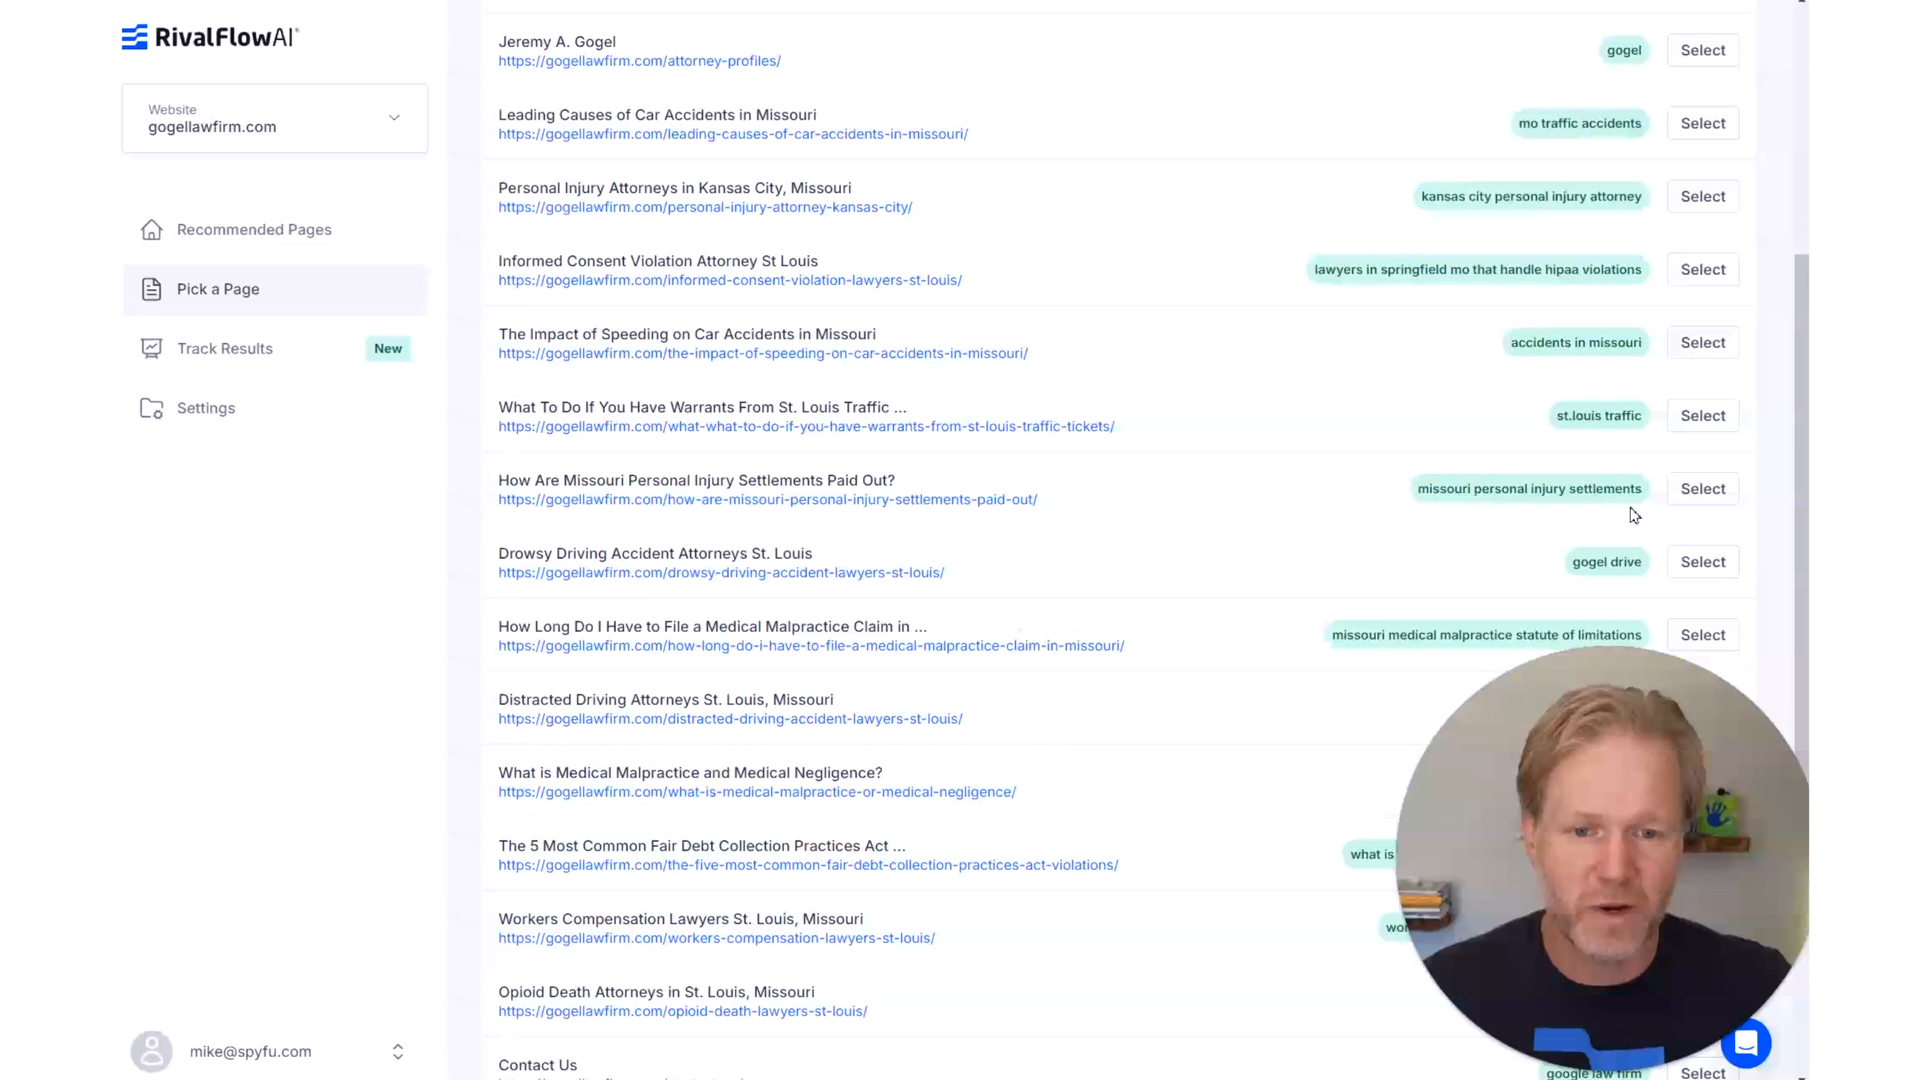 RivalFlowAI
Website
gogellawfirm.com
Recommended Pages
Pick a Page
Track Results
New
Settings
mike@spyfu.com
Jeremy A. Gogel
https://gogellawfirm.com/attorney-profiles/
gogel
Select
Leading Causes of Car Accidents in Missouri
https://gogellawfirm.com/leading-causes-of-car-accidents-in-missouri/
mo traffic accidents
Select
Personal Injury Attorneys in Kansas City, Missouri
https://gogellawfirm.com/personal-injury-attorney-kansas-city/
kansas city personal injury attorney
Select
Informed Consent Violation Attorney St Louis
https://gogellawfirm.com/informed-consent-violation-lawyers-st-louis/
lawyers in springfield mo that handle hipaa violations
Select
The Impact of Speeding on Car Accidents in Missouri
https://gogellawfirm.com/the-impact-of-speeding-on-car-accidents-in-missouri/
accidents in missouri
Select
What To Do If You Have Warrants From St. Louis Traffic ...
https://gogellawfirm.com/what-what-to-do-if-you-have-warrants-from-st-louis-traffic-tickets/
st.louis traffic
Select
How Are Missouri Personal Injury Settlements Paid Out?
https://gogellawfirm.com/how-are-missouri-personal-injury-settlements-paid-out/
missouri personal injury settlements
Select
Drowsy Driving Accident Attorneys St. Louis
https://gogellawfirm.com/drowsy-driving-accident-lawyers-st-louis/
gogel drive
Select
How Long Do I Have to File a Medical Malpractice Claim in ...
https://gogellawfirm.com/how-long-do-i-have-to-file-a-medical-malpractice-claim-in-missouri/
missouri medical malpractice statute of limitations
Select
Distracted Driving Attorneys St. Louis, Missouri
https://gogellawfirm.com/distracted-driving-accident-lawyers-st-louis/
What is Medical Malpractice and Medical Negligence?
https://gogellawfirm.com/what-is-medical-malpractice-or-medical-negligence/
The 5 Most Common Fair Debt Collection Practices Act ...
https://gogellawfirm.com/the-five-most-common-fair-debt-collection-practices-act-violations/
what is
Workers Compensation Lawyers St. Louis, Missouri
https://gogellawfirm.com/workers-compensation-lawyers-st-louis/
Opioid Death Attorneys in St. Louis, Missouri
https://gogellawfirm.com/opioid-death-lawyers-st-louis/
Contact Us
google law firm
Select